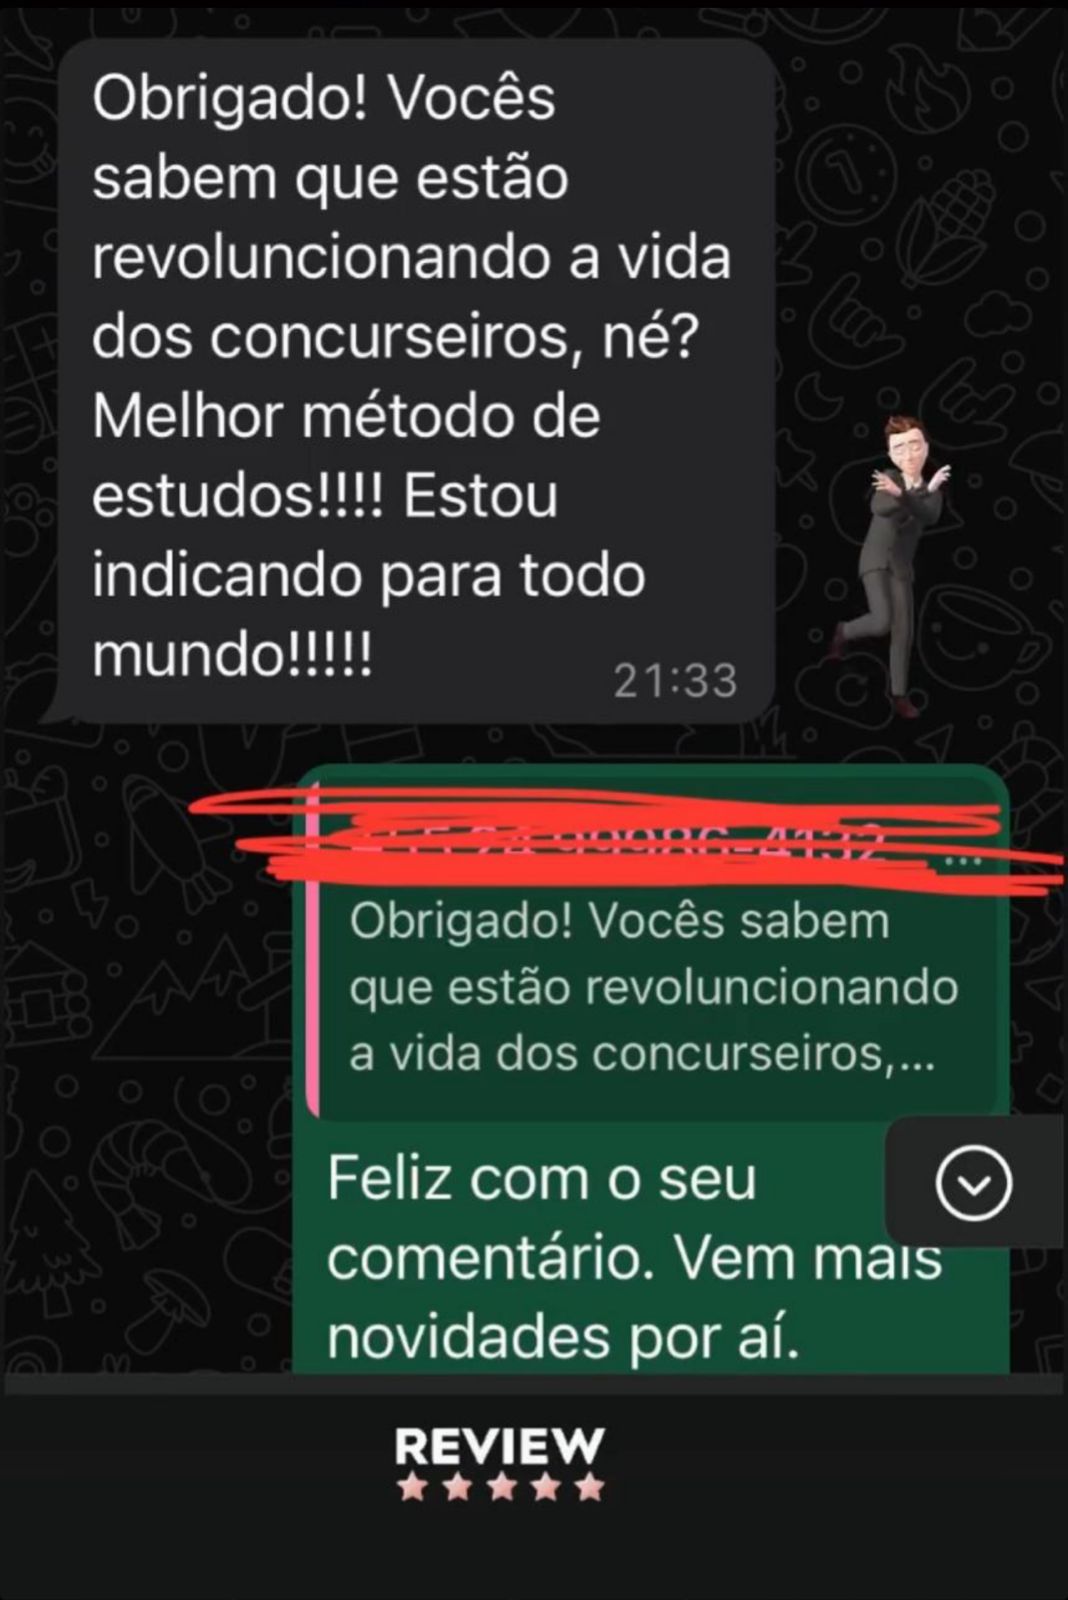 Obrigado! Vocês
sabem que estão
revoluncionando a vida
dos concurseiros, né?
Melhor método de
estudos!!!! Estou
indicando para todo
mundo!!!!!
21:33
Obrigado! Vocês sabem
que estão revoluncionando
a vida dos concurseiros,...
Feliz com o seu
comentário. Vem mais
novidades por aí.
REVIEW